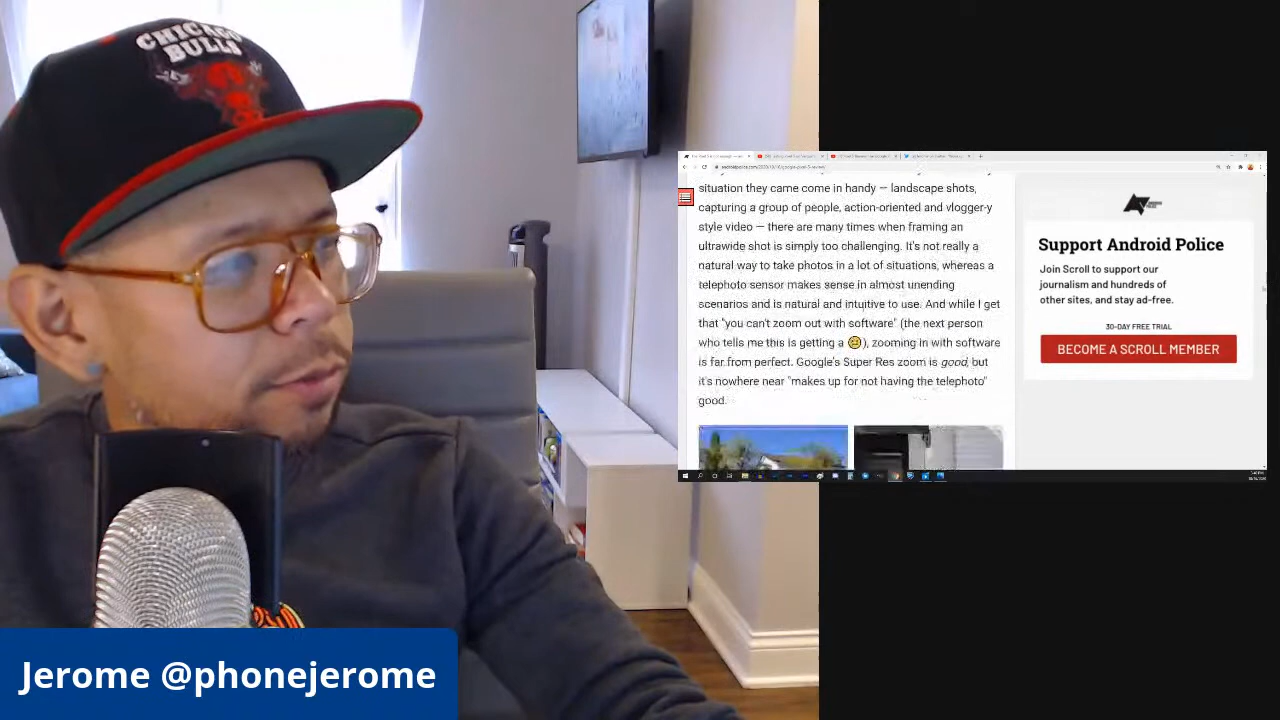 CHICAGO
BULLS
situation they came come in handy — landscape shots,
capturing a group of people, action-oriented and vlogger-y
style video — there are many times when framing an
ultrawide shot is simply too challenging. It's not really a
natural way to take photos in a lot of situations, whereas a
telephoto sensor makes sense in almost unending
scenarios and is natural and intuitive to use. And while I get
that "you can't zoom out with software" (the next person
who tells me this is getting a 😠), zooming in with software
is far from perfect. Google's Super Res zoom is good, but
it's nowhere near "makes up for not having the telephoto"
good.
Support Android Police
Join Scroll to support our
journalism and hundreds of
other sites, and stay ad-free.
30-DAY FREE TRIAL
BECOME A SCROLL MEMBER
Jerome @phonejerome